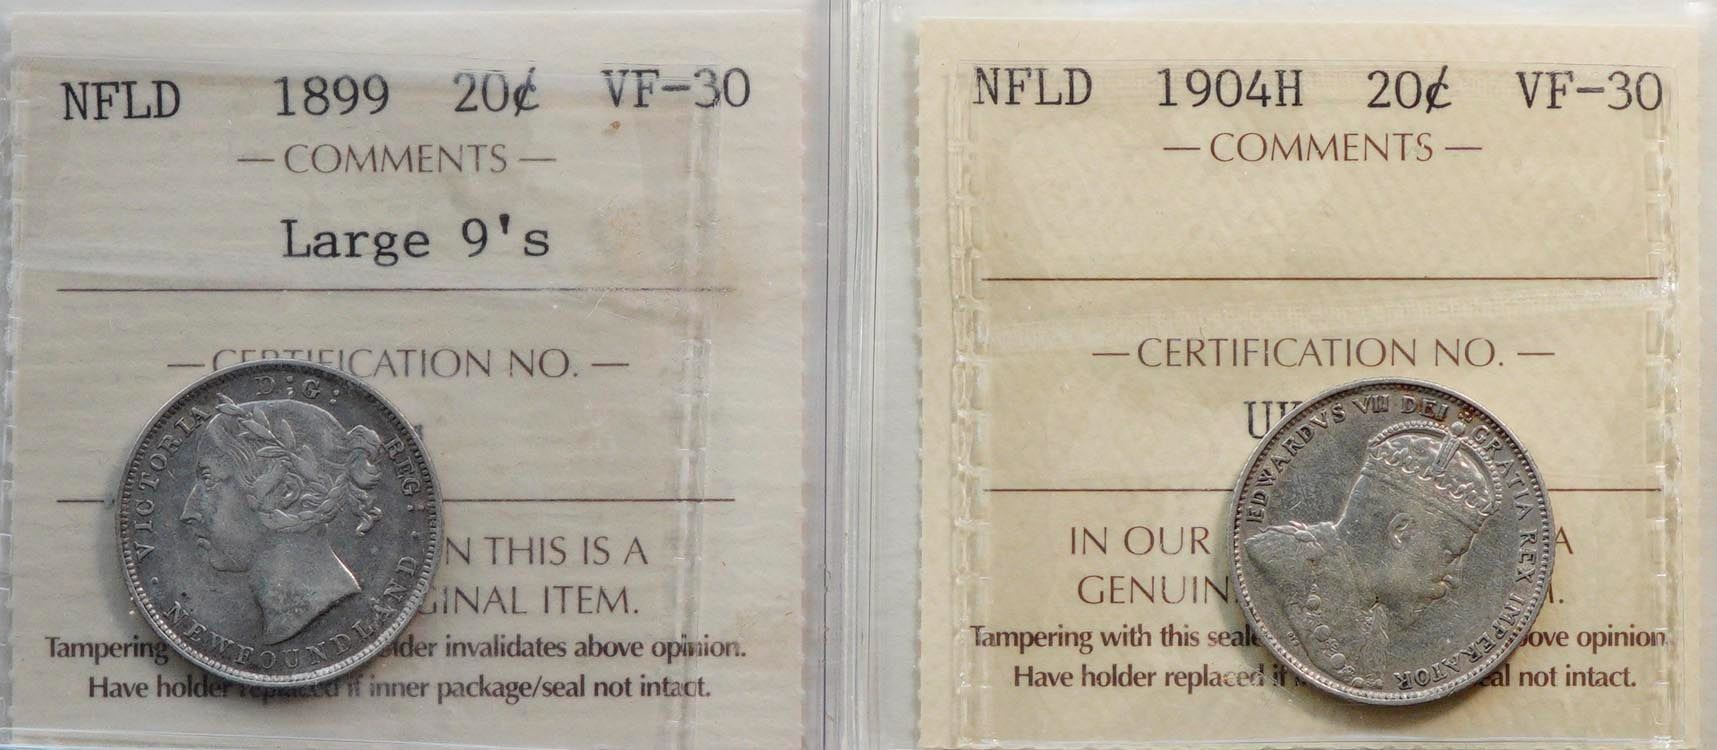 NFLD 1899 20¢ VF-30
— COMMENTS —
Large 9's
— CERTIFICATION NO. —
N THIS IS A
GINAL ITEM.
Tampering lder invalidates above opinion.
Have holder replaced if inner package/seal not intact.
VICTORIA D:G: REG:
NEWFOUNDLAND
NFLD 1904H 20¢ VF-30
— COMMENTS —
— CERTIFICATION NO. —
IN OUR A
GENUIN
Tampering with this seale ove opinion.
Have holder replaced if eal not intact.
EDWARDVS VII DEI GRATIA REX IMPERATOR